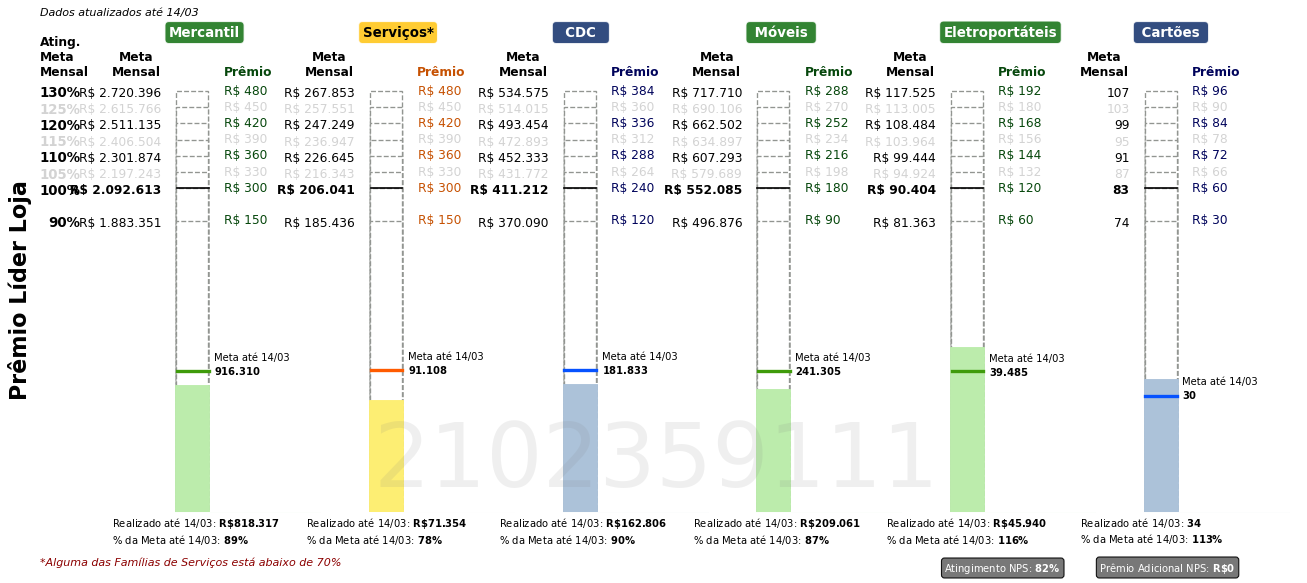 Dados atualizados até 14/03
Mercantil Serviços* CDC Móveis Eletroportáteis Cartões
Ating. Meta Mensal Meta Mensal Prêmio Meta Mensal Prêmio Meta Mensal Prêmio Meta Mensal Prêmio Meta Mensal Prêmio Meta Mensal Prêmio
130% R$ 2.720.396 R$ 480 R$ 267.853 R$ 480 R$ 534.575 R$ 384 R$ 717.710 R$ 288 R$ 117.525 R$ 192 107 R$ 96
125% R$ 2.615.766 R$ 450 R$ 257.551 R$ 450 R$ 514.015 R$ 360 R$ 690.106 R$ 270 R$ 113.005 R$ 180 103 R$ 90
120% R$ 2.511.135 R$ 420 R$ 247.249 R$ 420 R$ 493.454 R$ 336 R$ 662.502 R$ 252 R$ 108.484 R$ 168 99 R$ 84
115% R$ 2.406.504 R$ 390 R$ 236.947 R$ 390 R$ 472.893 R$ 312 R$ 634.897 R$ 234 R$ 103.964 R$ 156 95 R$ 78
110% R$ 2.301.874 R$ 360 R$ 226.645 R$ 360 R$ 452.333 R$ 288 R$ 607.293 R$ 216 R$ 99.444 R$ 144 91 R$ 72
105% R$ 2.197.243 R$ 330 R$ 216.343 R$ 330 R$ 431.772 R$ 264 R$ 579.689 R$ 198 R$ 94.924 R$ 132 87 R$ 66
100% R$ 2.092.613 R$ 300 R$ 206.041 R$ 300 R$ 411.212 R$ 240 R$ 552.085 R$ 180 R$ 90.404 R$ 120 83 R$ 60
90% R$ 1.883.351 R$ 150 R$ 185.436 R$ 150 R$ 370.090 R$ 120 R$ 496.876 R$ 90 R$ 81.363 R$ 60 74 R$ 30
Prêmio Líder Loja
Meta até 14/03 Meta até 14/03 Meta até 14/03 Meta até 14/03 Meta até 14/03 Meta até 14/03
916.310 91.108 181.833 241.305 39.485 30
2102359111
Realizado até 14/03: R$818.317 Realizado até 14/03: R$71.354 Realizado até 14/03: R$162.806 Realizado até 14/03: R$209.061 Realizado até 14/03: R$45.940 Realizado até 14/03: 34
% da Meta até 14/03: 89% % da Meta até 14/03: 78% % da Meta até 14/03: 90% % da Meta até 14/03: 87% % da Meta até 14/03: 116% % da Meta até 14/03: 113%
*Alguma das Famílias de Serviços está abaixo de 70%
Atingimento NPS: 82% Prêmio Adicional NPS: R$0